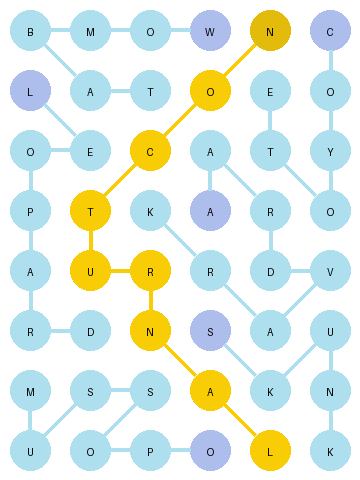 B M O W N C
L A T O E O
O E C A T Y
P T K A R O
A U R R D V
R D N S A U
M S S A K N
U O P O L K